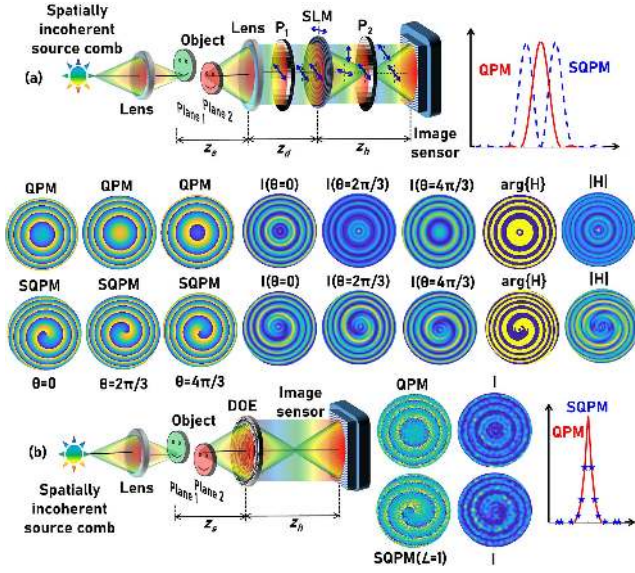 Spatially
incoherent
source comb
Object
Lens
P1
SLM
P2
(a)
Lens
Plane 1
Plane 2
Image
sensor
zs
zd
zh
QPM
SQPM
QPM
QPM
QPM
I(θ=0)
I(θ=2π/3)
I(θ=4π/3)
arg{H}
|H|
SQPM
SQPM
SQPM
I(θ=0)
I(θ=2π/3)
I(θ=4π/3)
arg{H}
|H|
θ=0
θ=2π/3
θ=4π/3
Object
DOE
Image
sensor
QPM
I
(b)
Spatially
incoherent
source comb
Lens
Plane 1
Plane 2
zs
zh
SQPM
QPM
SQPM(L=1)
I